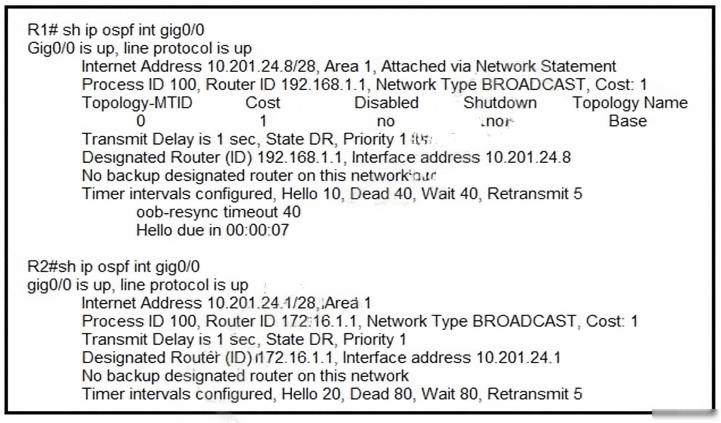 R1# sh ip ospf int gig0/0
Gig0/0 is up, line protocol is up
Internet Address 10.201.24.8/28, Area 1, Attached via Network Statement
Process ID 100, Router ID 192.168.1.1, Network Type BROADCAST, Cost: 1
Topology-MTID Cost Disabled Shutdown Topology Name
0 1 no no Base
Transmit Delay is 1 sec, State DR, Priority 1
Designated Router (ID) 192.168.1.1, Interface address 10.201.24.8
No backup designated router on this network
Timer intervals configured, Hello 10, Dead 40, Wait 40, Retransmit 5
oob-resync timeout 40
Hello due in 00:00:07
R2#sh ip ospf int gig0/0
gig0/0 is up, line protocol is up
Internet Address 10.201.24.1/28, Area 1
Process ID 100, Router ID 172.16.1.1, Network Type BROADCAST, Cost: 1
Transmit Delay is 1 sec, State DR, Priority 1
Designated Router (ID) 172.16.1.1, Interface address 10.201.24.1
No backup designated router on this network
Timer intervals configured, Hello 20, Dead 80, Wait 80, Retransmit 5